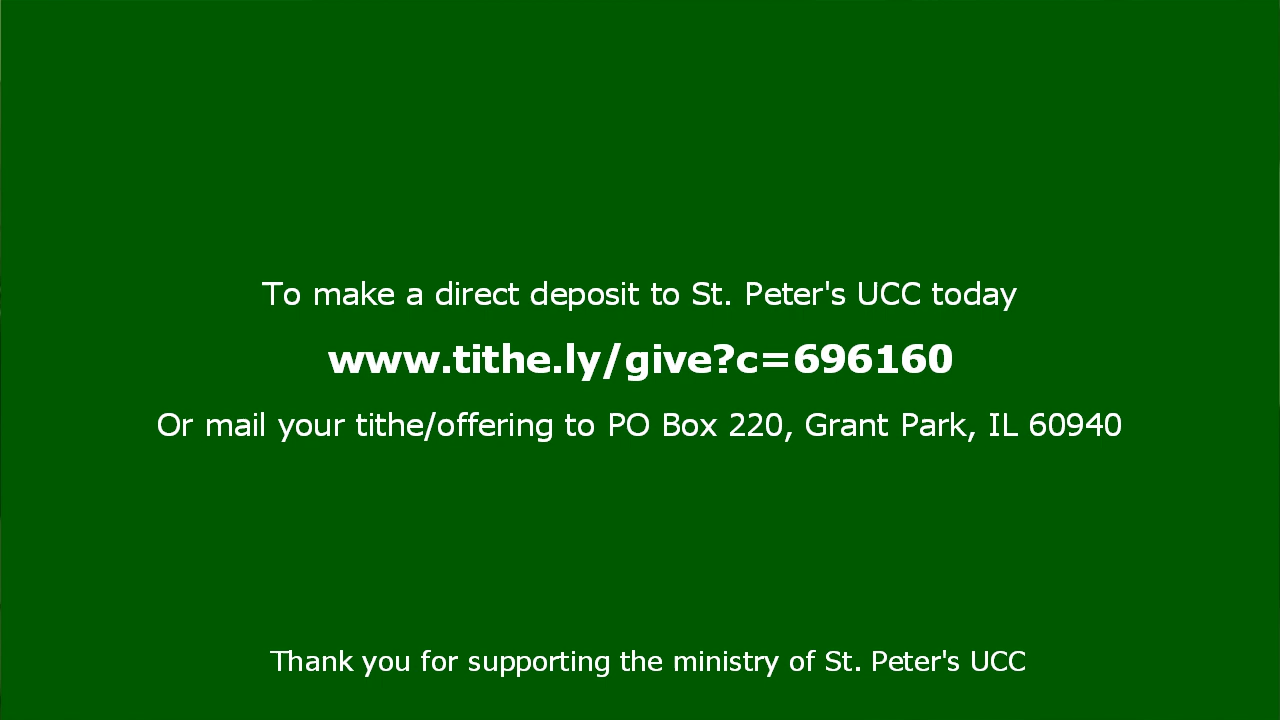 To make a direct deposit to St. Peter's UCC today
www.tithe.ly/give?c=696160
Or mail your tithe/offering to PO Box 220, Grant Park, IL 60940
Thank you for supporting the ministry of St. Peter's UCC